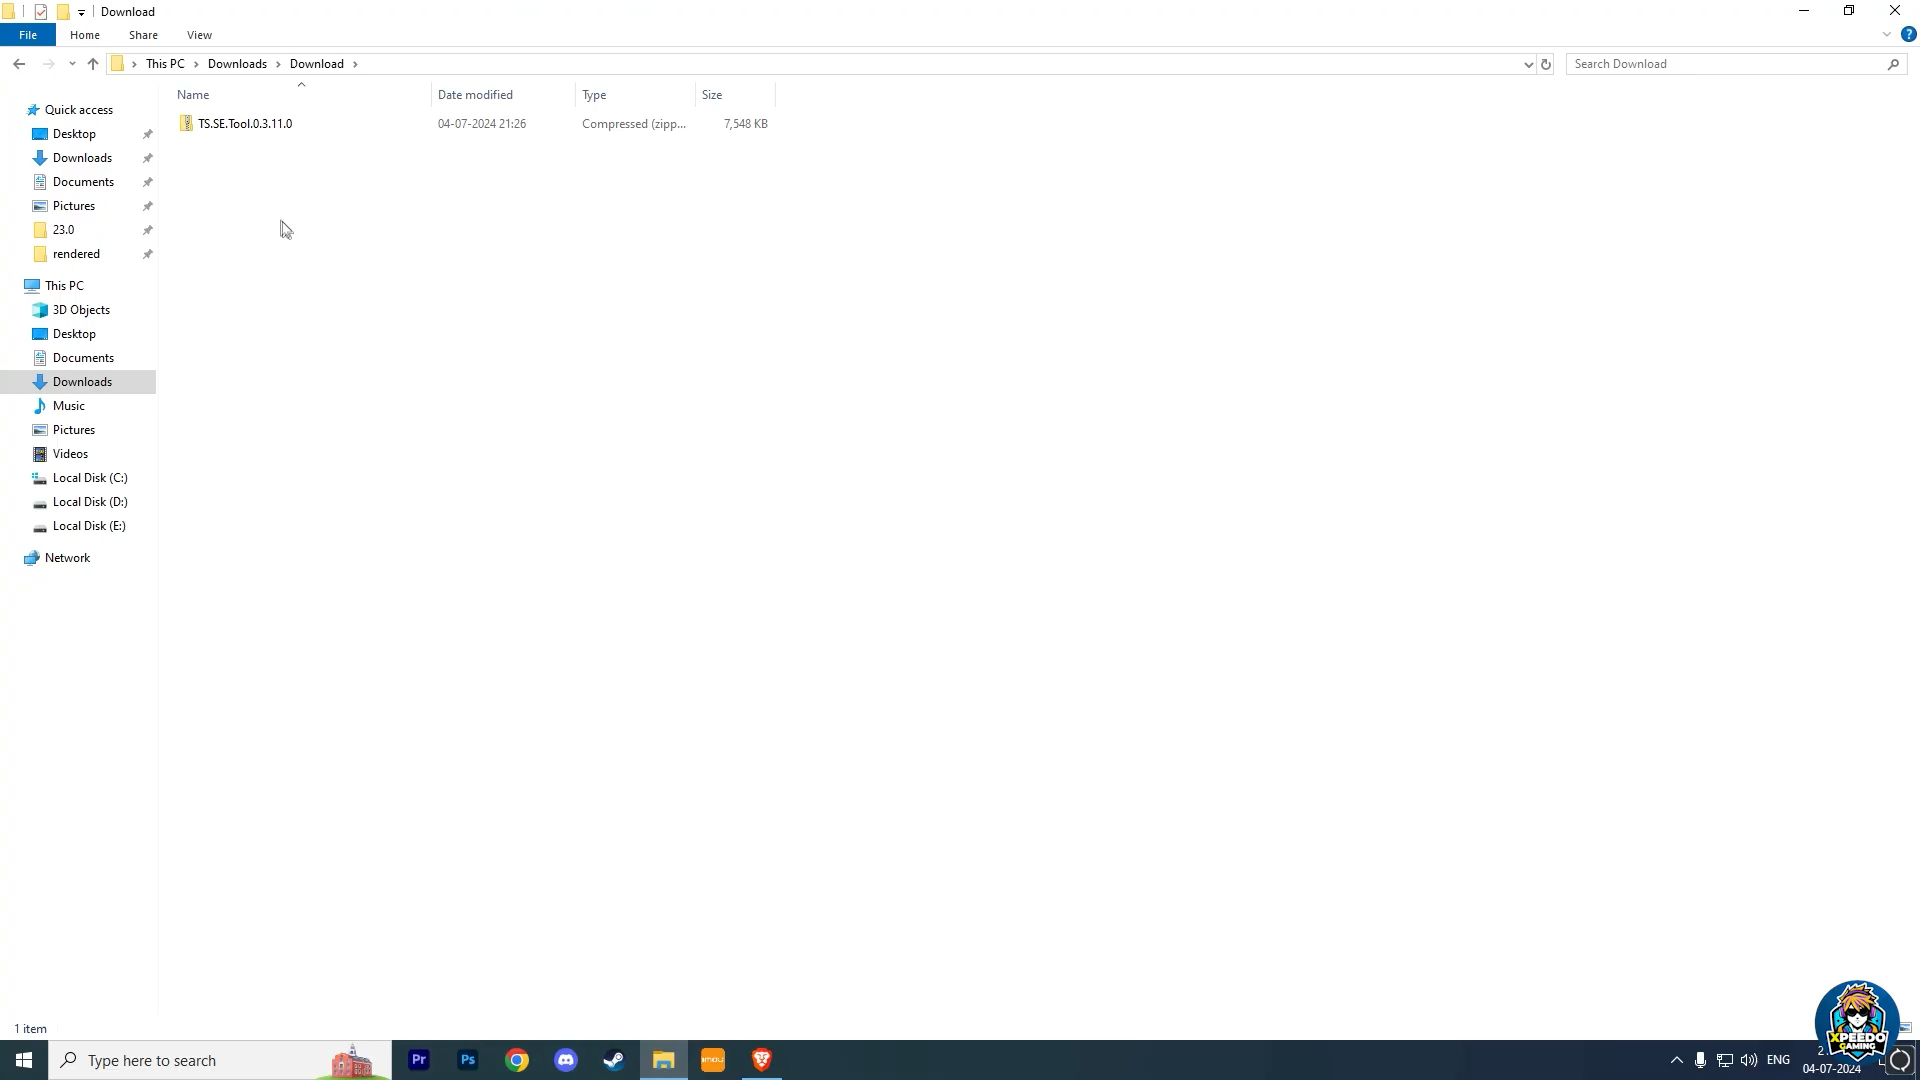 Download
File Home Share View
This PC Downloads Download Search Download
Name Date modified Type Size
TS.SE.Tool.0.3.11.0 04-07-2024 21:26 Compressed (zipp... 7,548 KB
Quick access
Desktop
Downloads
Documents
Pictures
23.0
rendered
This PC
3D Objects
Desktop
Documents
Downloads
Music
Pictures
Videos
Local Disk (C:)
Local Disk (D:)
Local Disk (E:)
Network
1 item
Type here to search Pr Ps ENG
04-07-2024
XPEEDO
GAMING